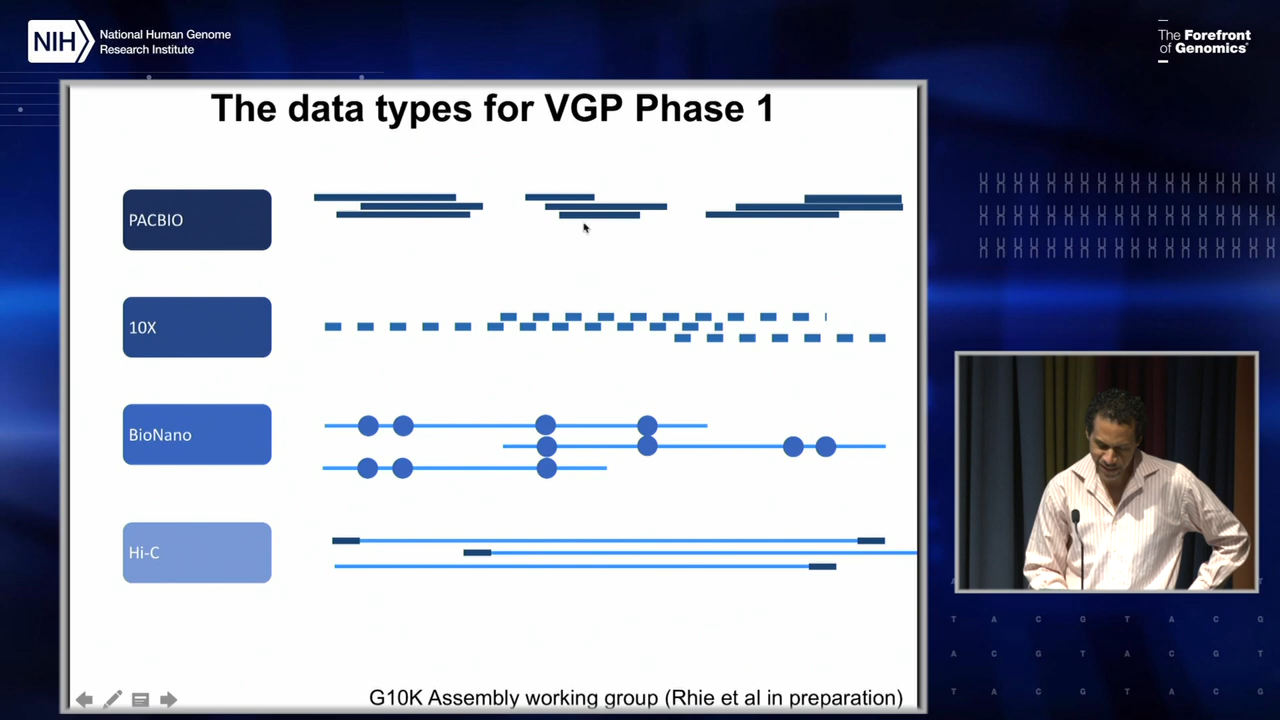 NIH
National Human Genome
Research Institute
The Forefront
of Genomics®
The data types for VGP Phase 1
PACBIO
10X
BioNano
Hi-C
G10K Assembly working group (Rhie et al in preparation)
T A C G T A C G
A C G T A C G T
T A C G T A C G